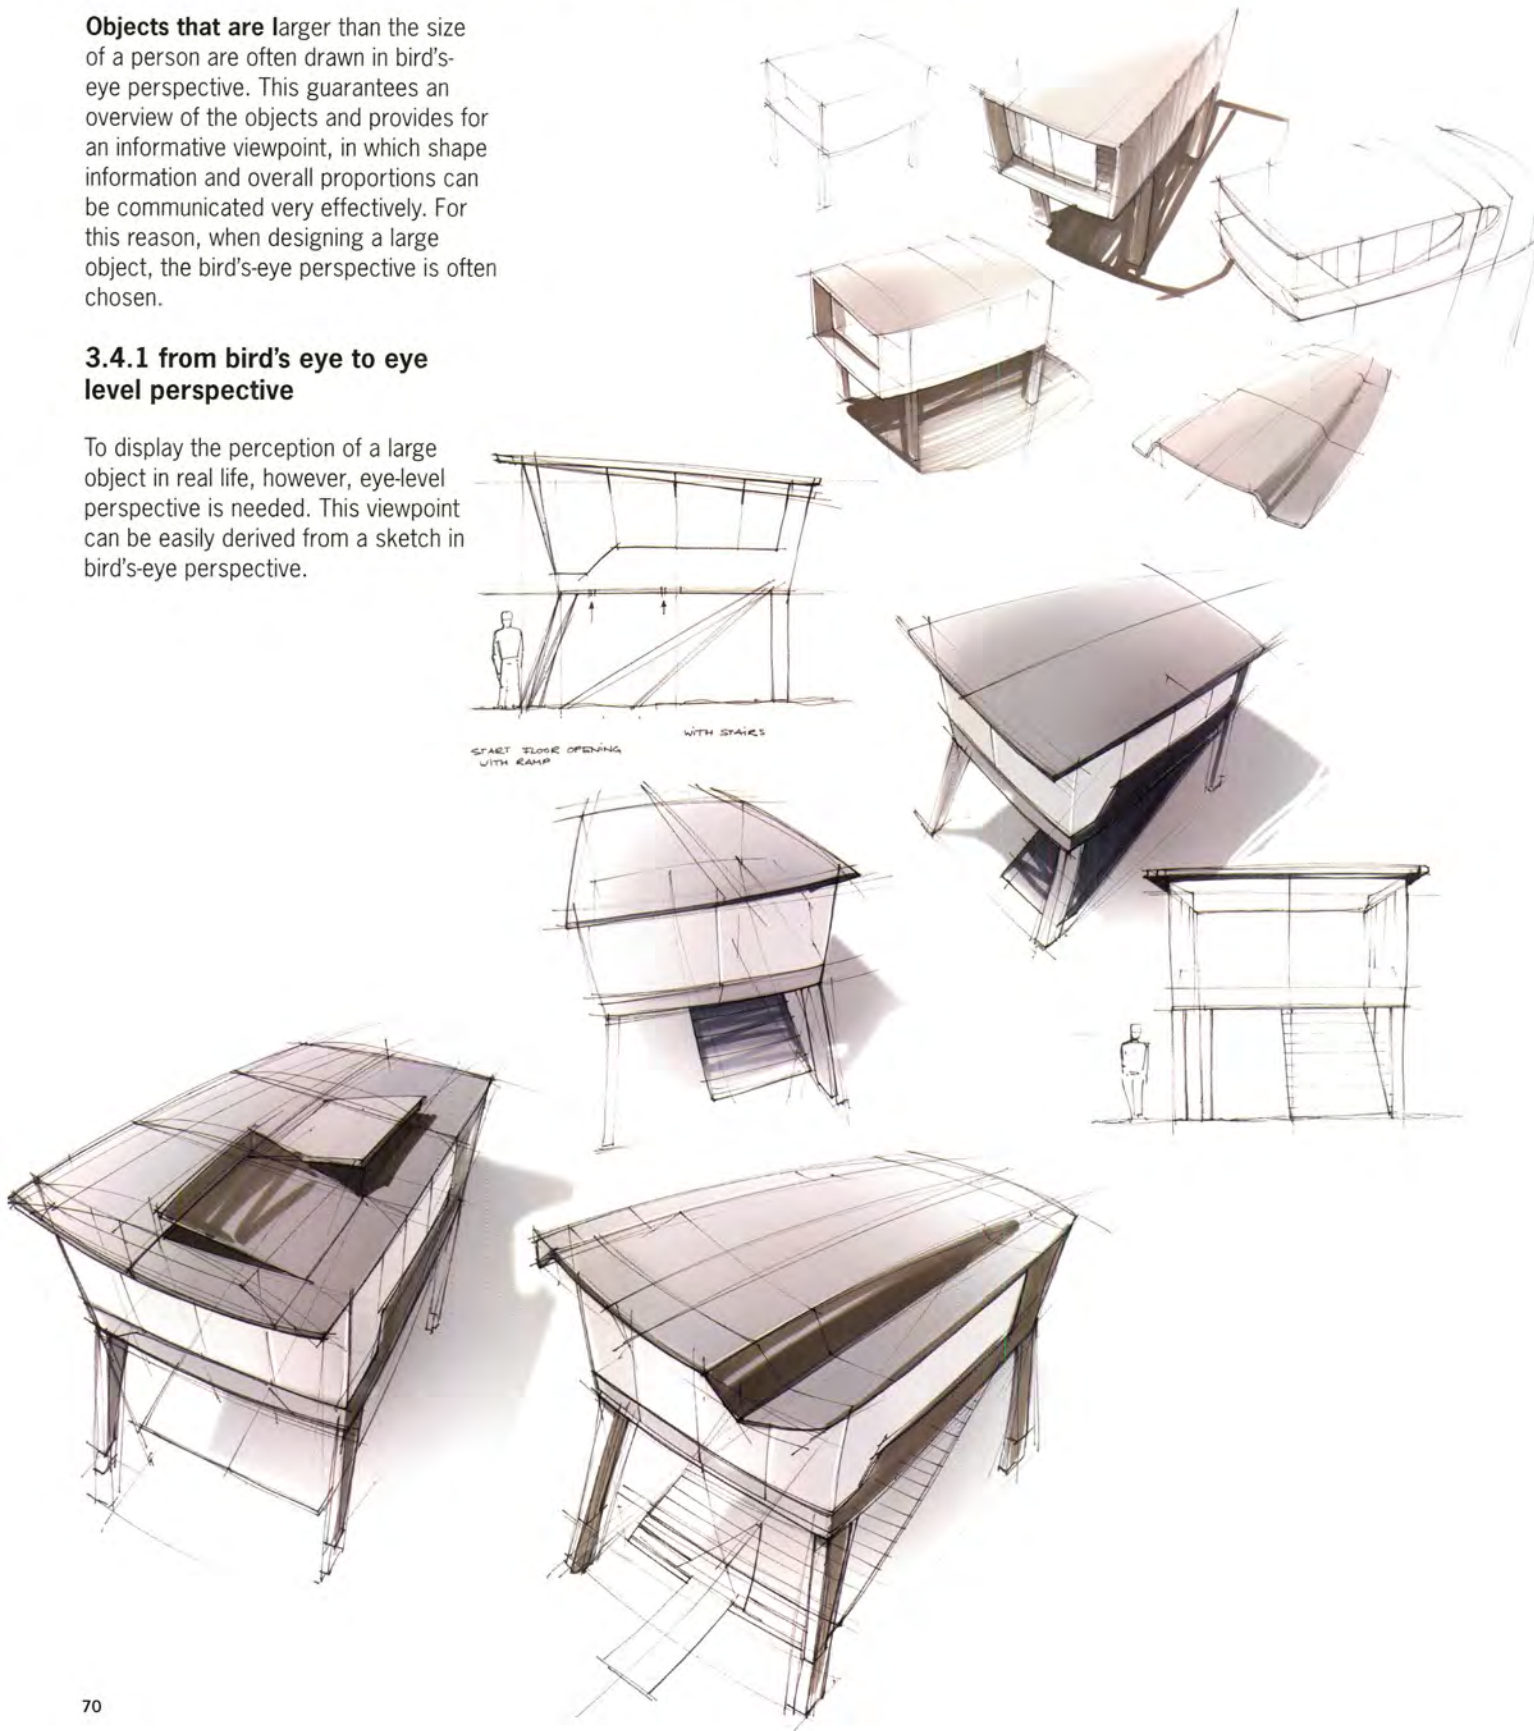 Objects that are larger than the size
of a person are often drawn in bird's-
eye perspective. This guarantees an
overview of the objects and provides for
an informative viewpoint, in which shape
information and overall proportions can
be communicated very effectively. For
this reason, when designing a large
object, the bird's-eye perspective is often
chosen.
3.4.1 from bird's eye to eye
level perspective
To display the perception of a large
object in real life, however, eye-level
perspective is needed. This viewpoint
can be easily derived from a sketch in
bird's-eye perspective.
WITH STAIRS
START FLOOR OPENING
WITH RAMP
70